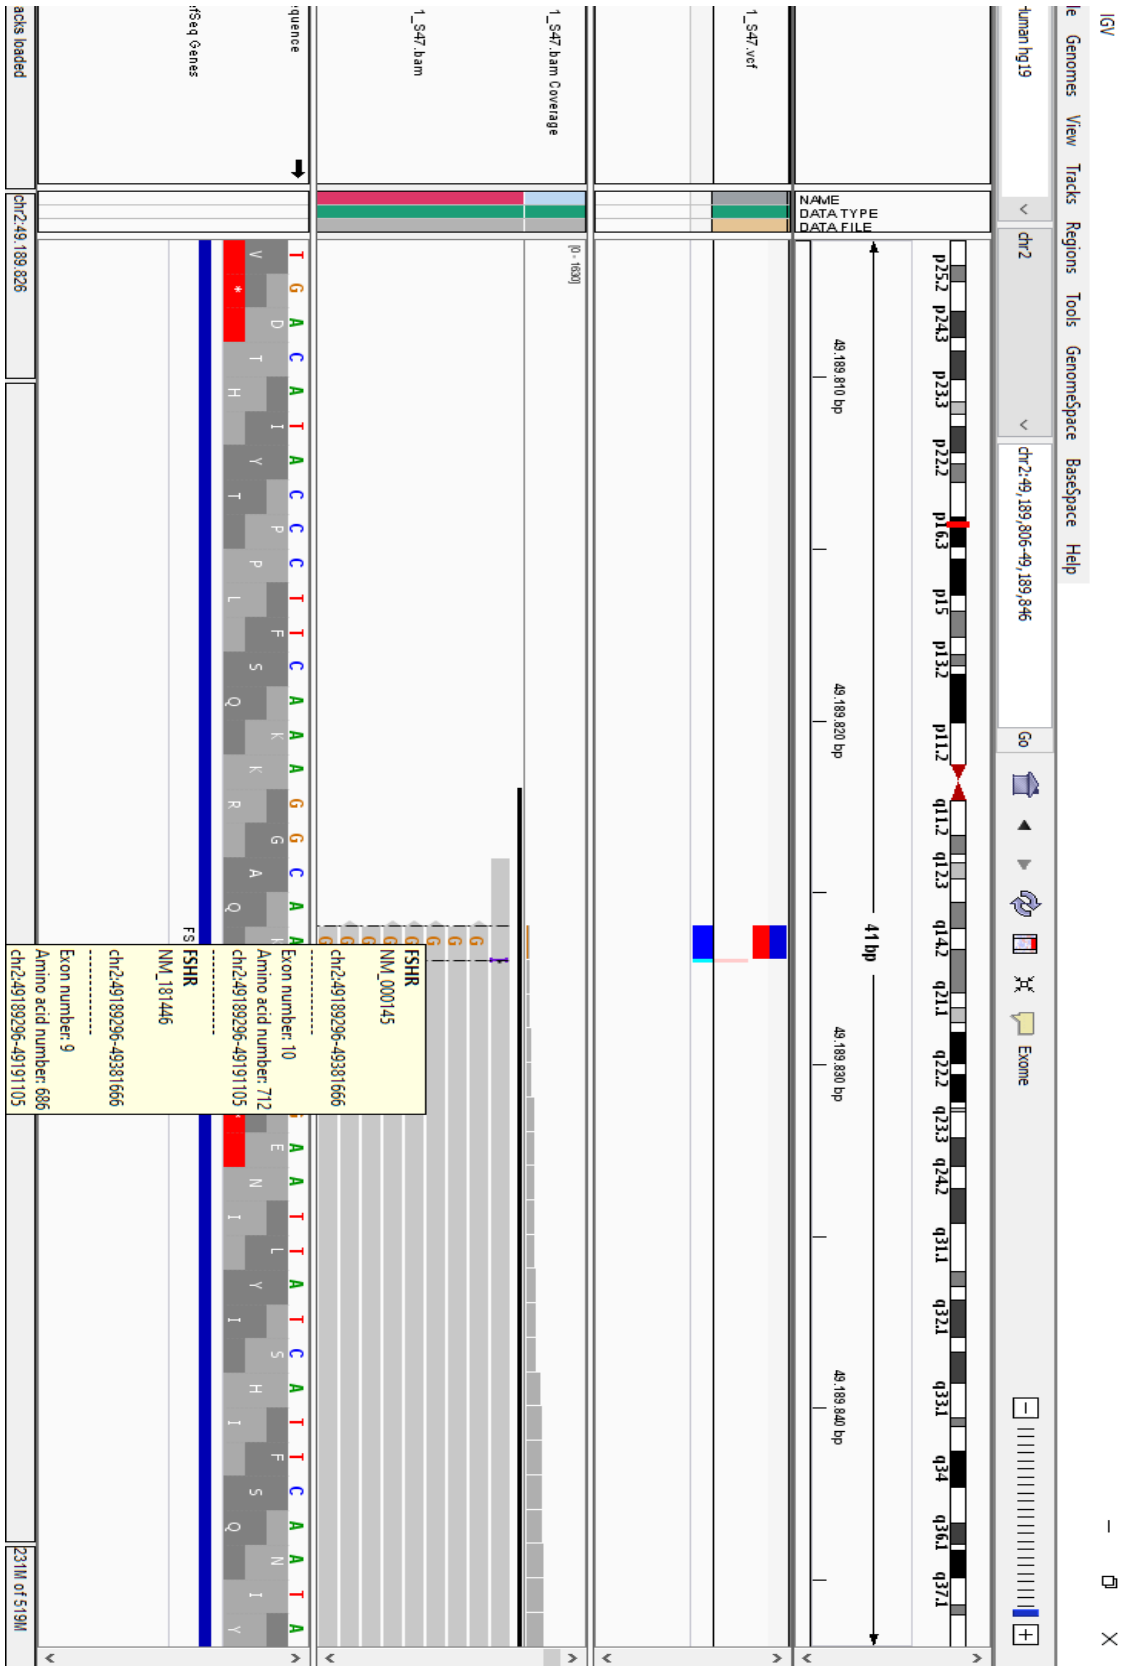 IGV
le Genomes View Tracks Regions Tools GenomeSpace BaseSpace Help
Human hg19 chr2 chr2:49,189,806-49,189,846 Go Exome
NAME
DATA TYPE
DATA FILE
p25.2 p24.3 p23.3 p22.2 p16.3 p15 p13.2 p11.2 q11.2 q12.3 q14.2 q21.1 q22.2 q23.3 q24.2 q31.1 q32.1 q33.1 q34 q36.1 q37.1
41 bp
49.189.810 bp 49.189.820 bp 49.189.830 bp 49.189.840 bp
1_S47.vcf
1_S47.bam Coverage
[0 - 1630]
1_S47.bam
I
G
G
G
G
G
G
G
G
equence
T G A C A T A C C C T T C A A A G G C A A A A T T A T C A T T C A A T A
D I P F K G E L S F N
V T Y P S K A N Y H S I
* H T L Q R Q I I I Q Y
efSeq Genes
FS
FSHR
NM_000145
chr2:49189296-49381666
--------------
Exon number: 10
Amino acid number: 712
chr2:49189296-49191105
--------------
FSHR
NM_181446
chr2:49189296-49381666
--------------
Exon number: 9
Amino acid number: 686
chr2:49189296-49191105
acks loaded chr2:49.189.826 231M of 519M